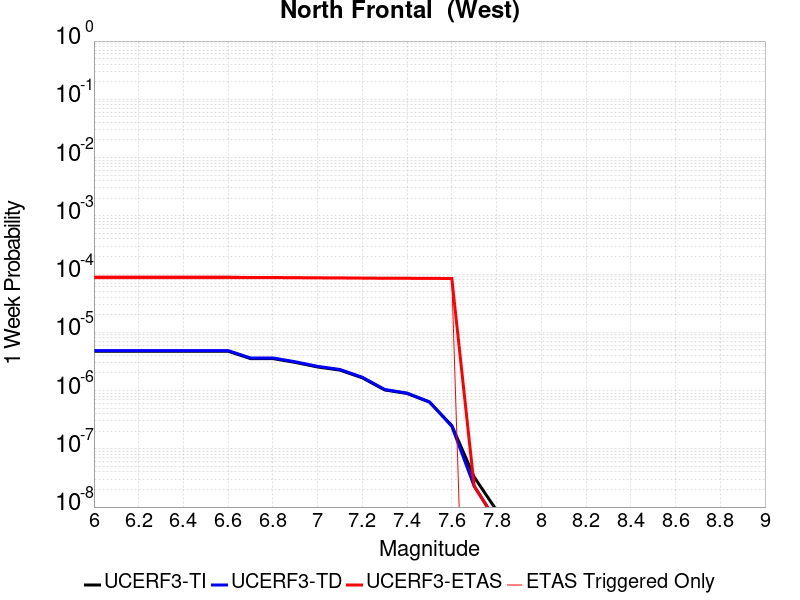 North Frontal  (West)
1 Week Probability
10^0
10^-1
10^-2
10^-3
10^-4
10^-5
10^-6
10^-7
10^-8
6 6.2 6.4 6.6 6.8 7 7.2 7.4 7.6 7.8 8 8.2 8.4 8.6 8.8 9
Magnitude
UCERF3-TI UCERF3-TD UCERF3-ETAS ETAS Triggered Only